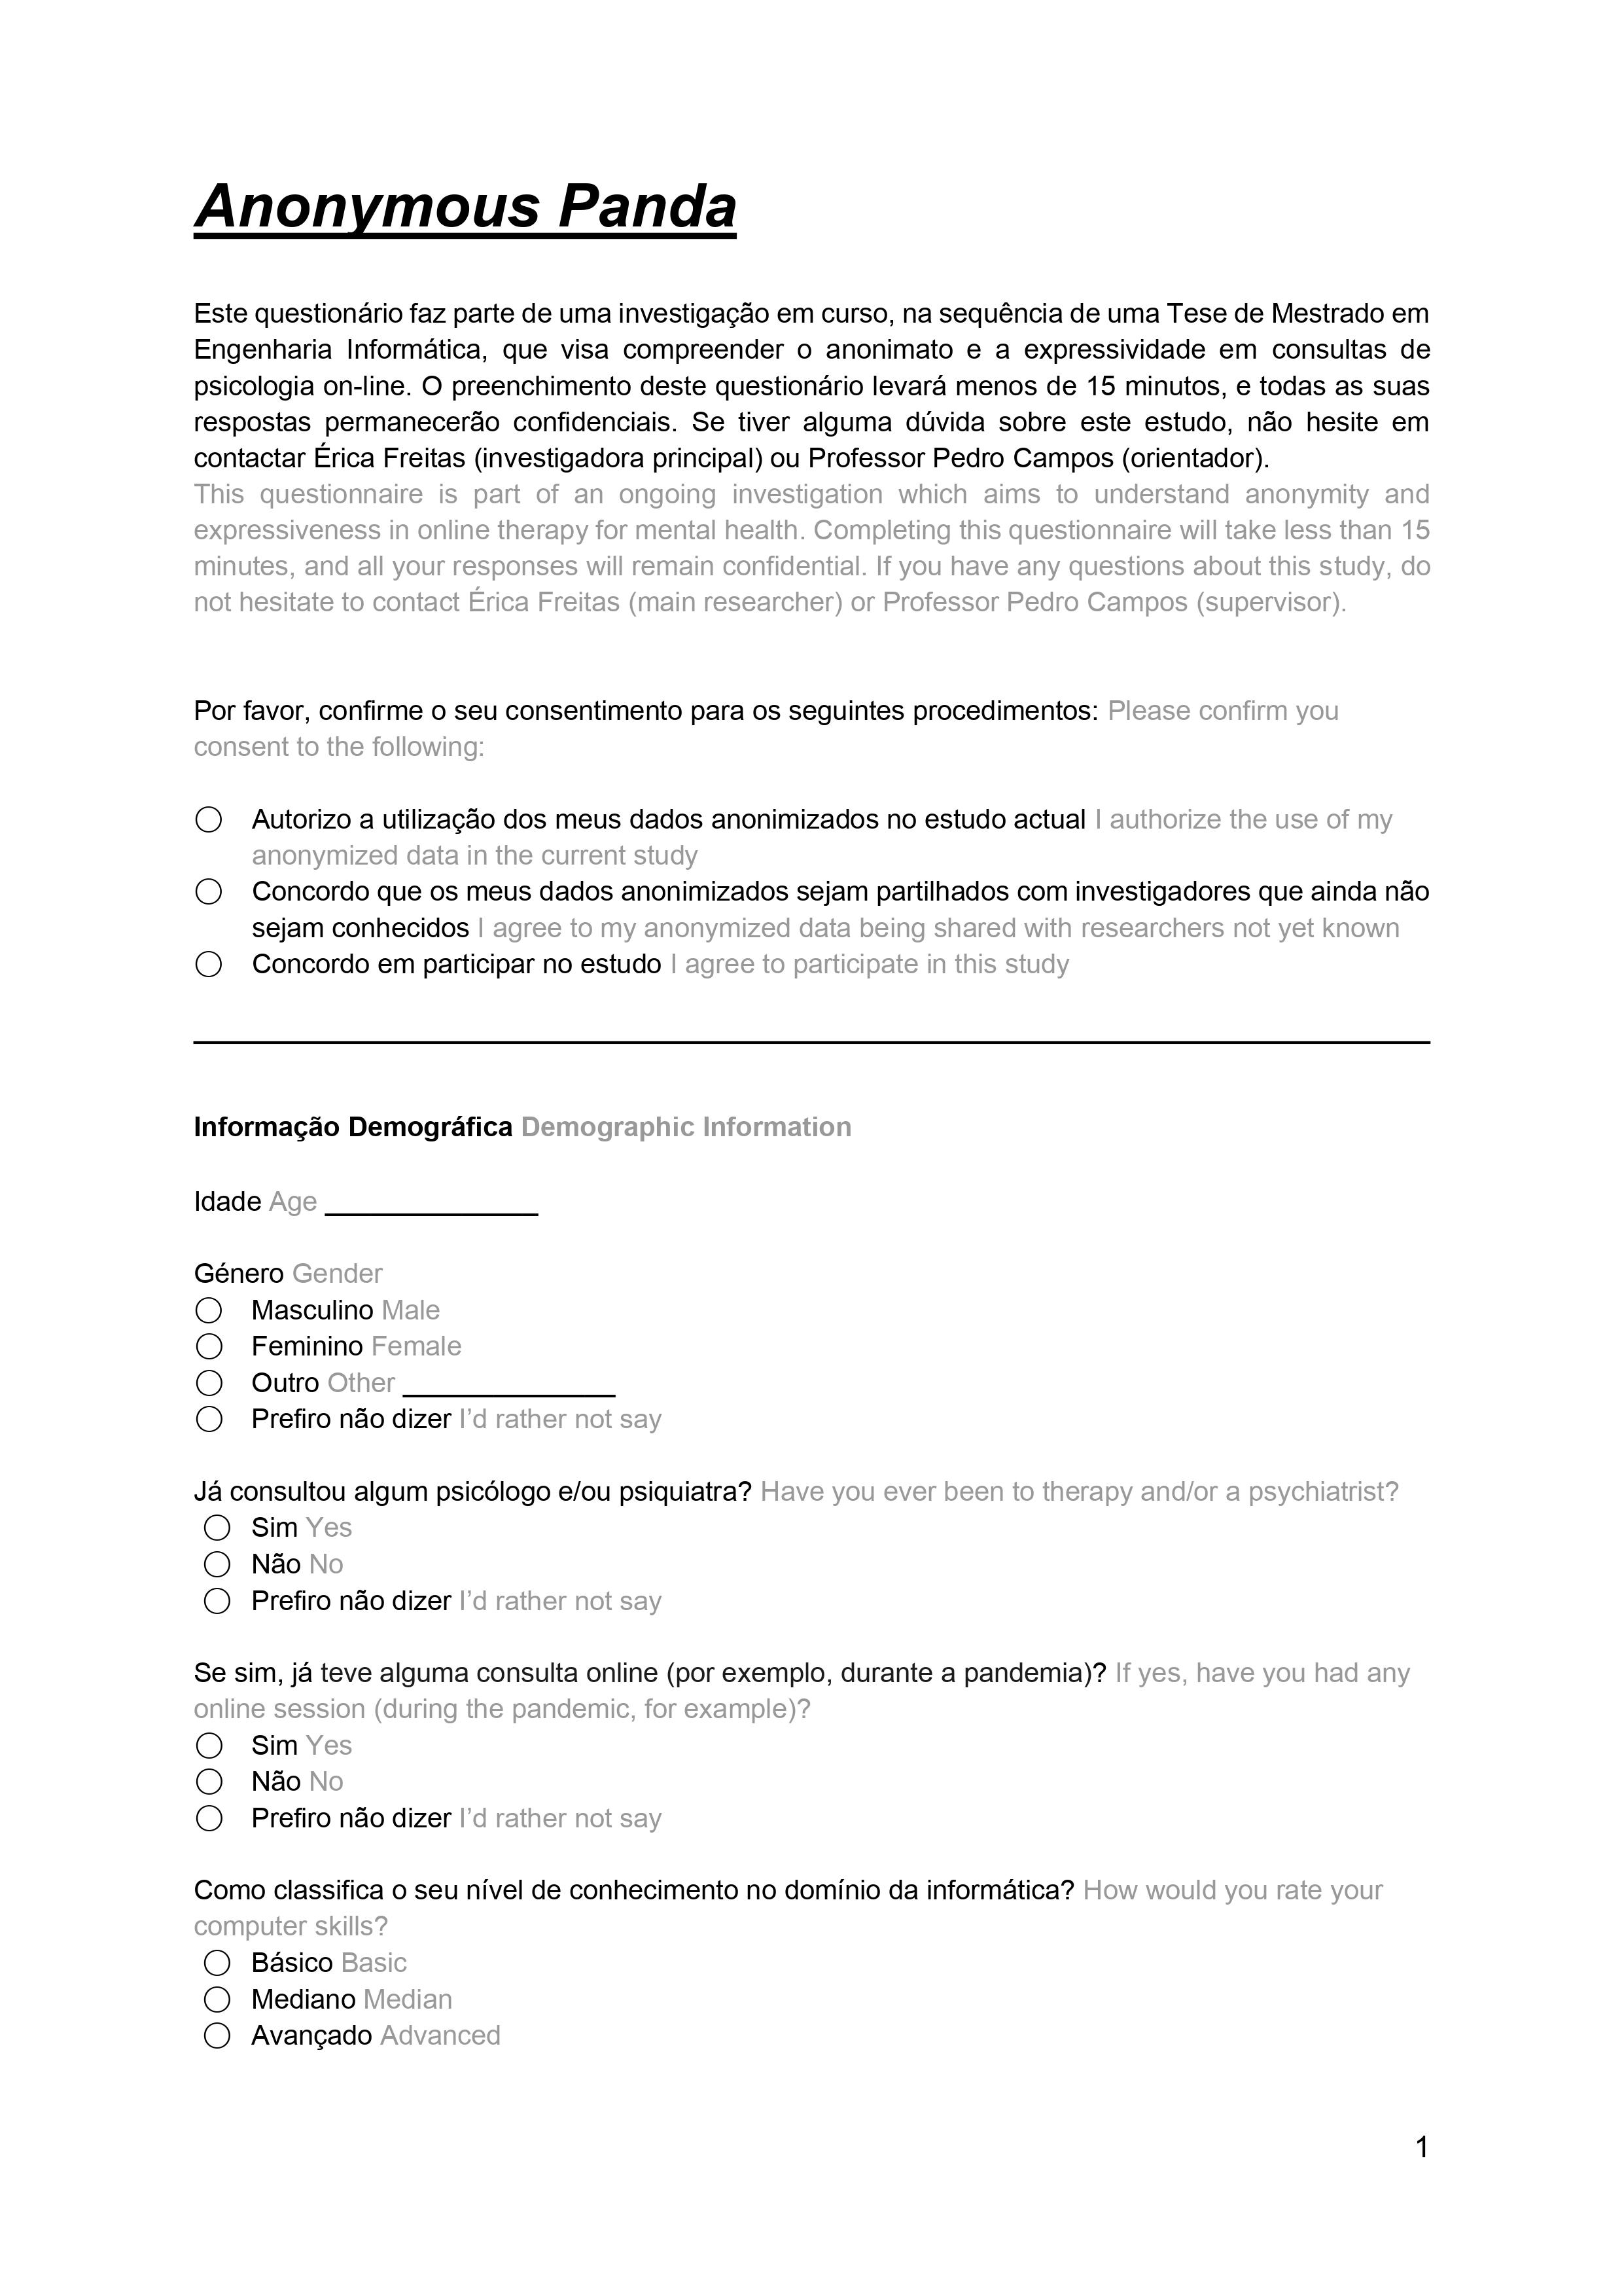 Anonymous Panda
Este questionário faz parte de uma investigação em curso, na sequência de uma Tese de Mestrado em
Engenharia Informática, que visa compreender o anonimato e a expressividade em consultas de
psicologia on-line. O preenchimento deste questionário levará menos de 15 minutos, e todas as suas
respostas permanecerão confidenciais. Se tiver alguma dúvida sobre este estudo, não hesite em
contactar Érica Freitas (investigadora principal) ou Professor Pedro Campos (orientador).
This questionnaire is part of an ongoing investigation which aims to understand anonymity and
expressiveness in online therapy for mental health. Completing this questionnaire will take less than 15
minutes, and all your responses will remain confidential. If you have any questions about this study, do
not hesitate to contact Érica Freitas (main researcher) or Professor Pedro Campos (supervisor).
Por favor, confirme o seu consentimento para os seguintes procedimentos: Please confirm you
consent to the following:
Autorizo a utilização dos meus dados anonimizados no estudo actual I authorize the use of my
anonymized data in the current study
Concordo que os meus dados anonimizados sejam partilhados com investigadores que ainda não
sejam conhecidos I agree to my anonymized data being shared with researchers not yet known
Concordo em participar no estudo I agree to participate in this study
Informação Demográfica Demographic Information
Idade Age
Género Gender
Masculino Male
Feminino Female
Outro Other
Prefiro não dizer I’d rather not say
Já consultou algum psicólogo e/ou psiquiatra? Have you ever been to therapy and/or a psychiatrist?
Sim Yes
Não No
Prefiro não dizer I’d rather not say
Se sim, já teve alguma consulta online (por exemplo, durante a pandemia)? If yes, have you had any
online session (during the pandemic, for example)?
Sim Yes
Não No
Prefiro não dizer I’d rather not say
Como classifica o seu nível de conhecimento no domínio da informática? How would you rate your
computer skills?
Básico Basic
Mediano Median
Avançado Advanced
1